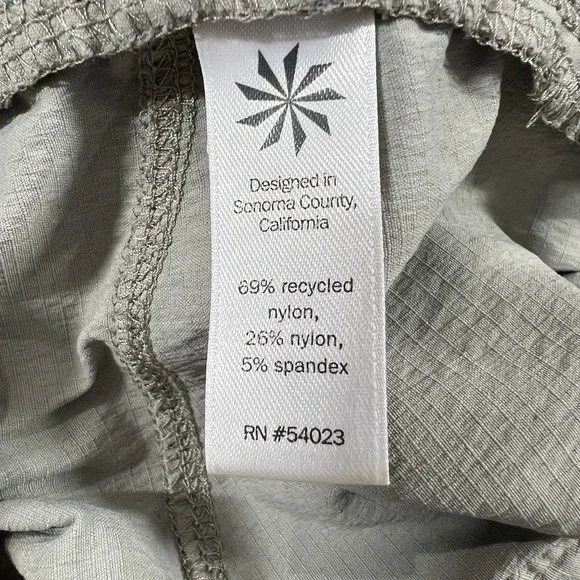 Designed in
Sonoma County,
California
69% recycled
nylon,
26% nylon,
5% spandex
RN #54023